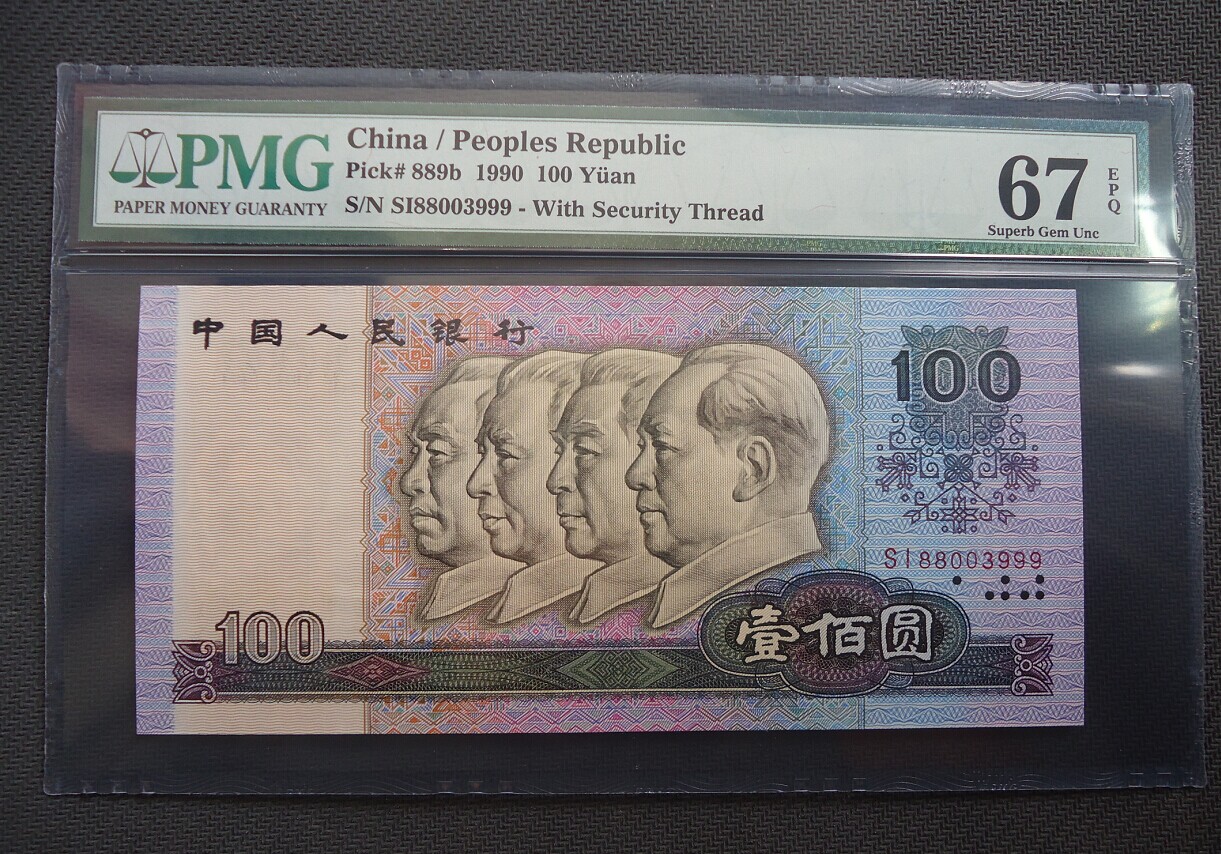 PMG
PAPER MONEY GUARANTY
China / Peoples Republic
Pick# 889b 1990 100 Yüan
S/N SI88003999 - With Security Thread
67
EPQ
Superb Gem Unc
中国人民银行
100
SI88003999
100
壹佰圆